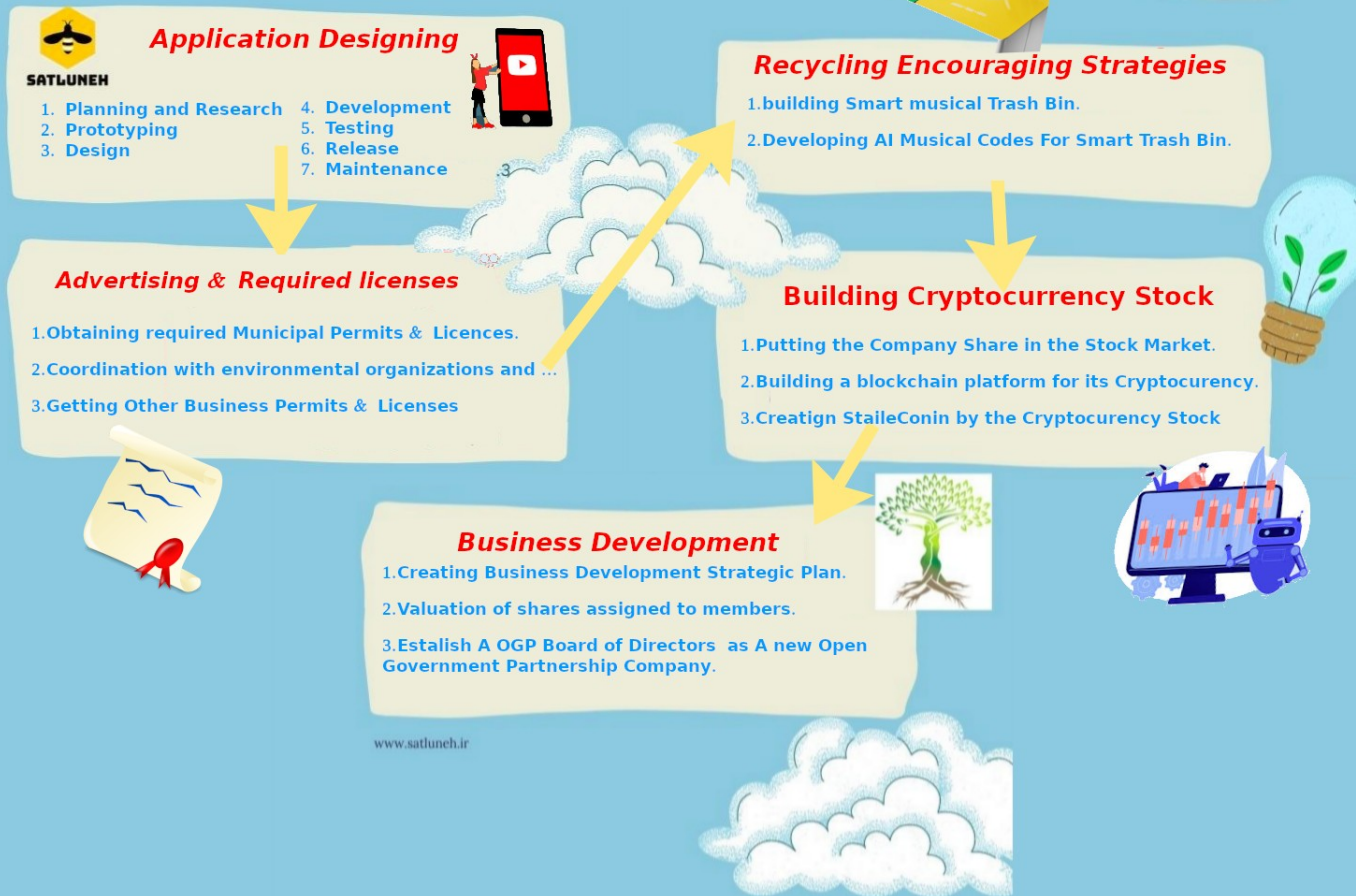 SATLUNEH
Application Designing
1. Planning and Research
2. Prototyping
3. Design
4. Development
5. Testing
6. Release
7. Maintenance
.3
Advertising & Required licenses
1.Obtaining required Municipal Permits & Licences.
2.Coordination with environmental organizations and ...
3.Getting Other Business Permits & Licenses
Recycling Encouraging Strategies
1.building Smart musical Trash Bin.
2.Developing AI Musical Codes For Smart Trash Bin.
Building Cryptocurrency Stock
1.Putting the Company Share in the Stock Market.
2.Building a blockchain platform for its Cryptocurency.
3.Creatign StaileConin by the Cryptocurency Stock
Business Development
1.Creating Business Development Strategic Plan.
2.Valuation of shares assigned to members.
3.Estalish A OGP Board of Directors as A new Open
Government Partnership Company.
www.satluneh.ir